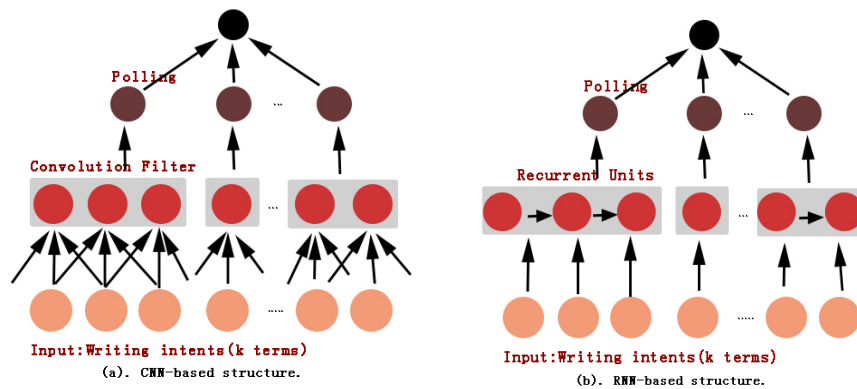 Polling
...
Convolution Filter
...
.....
Input:Writing intents(k terms)
(a). CNN-based structure.
Polling
...
Recurrent Units
...
.....
Input:Writing intents(k terms)
(b). RNN-based structure.